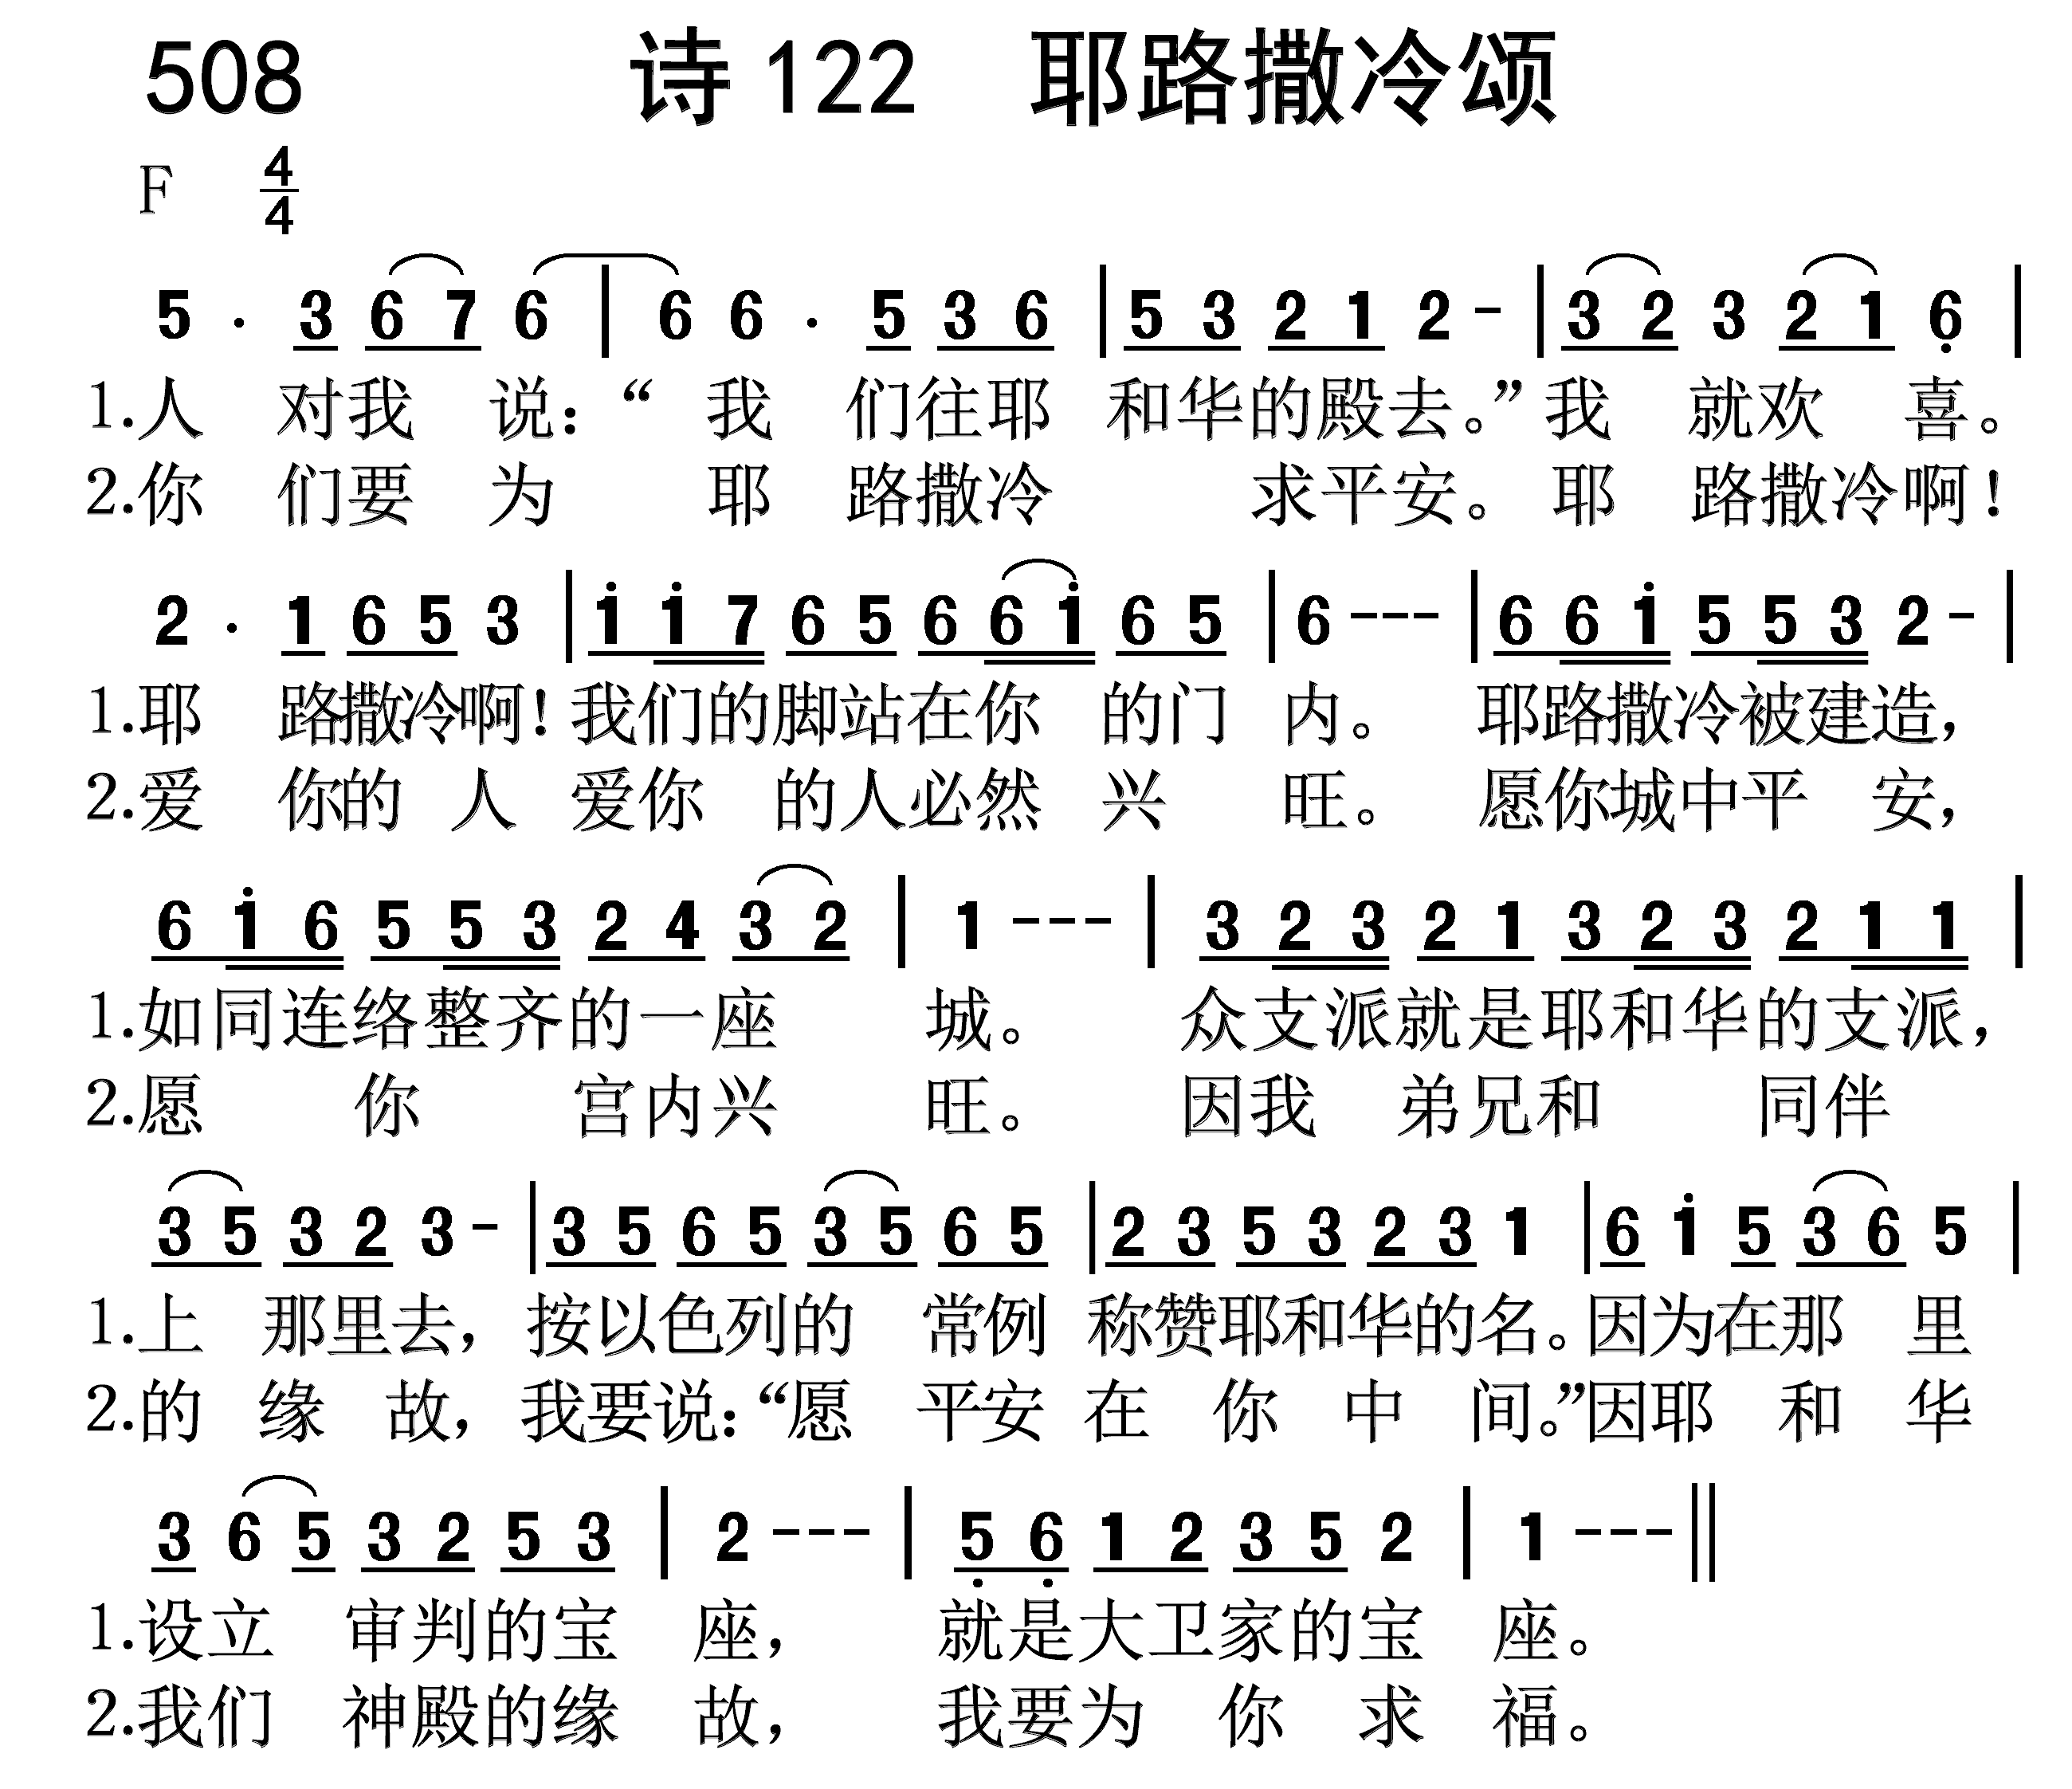 508 诗122 耶路撒冷颂
F 4/4
5 . 3 6 7 6 | 6 6 . 5 3 6 | 5 3 2 1 2 - | 3 2 3 2 1 6̣ |
1.人 对我 说：“ 我 们往耶 和华的殿去。”我 就欢 喜。
2.你 们要 为 耶 路撒冷 求平安。耶 路撒冷啊！
2 . 1 6 5 3 | i i 7 6 5 6 6 i 6 5 | 6 - - - | 6 6 i 5 5 3 2 - |
1.耶 路撒冷啊！我们的脚站在你 的门 内。 耶路撒冷被建造，
2.爱 你的 人 爱你 的人必然 兴 旺。 愿你城中平 安，
6 i 6 5 5 3 2 4 3 2 | 1 - - - | 3 2 3 2 1 3 2 3 2 1 1 |
1.如同连络整齐的一座 城。 众支派就是耶和华的支派，
2.愿 你 宫内兴 旺。 因我 弟兄和 同伴
3 5 3 2 3 - | 3 5 6 5 3 5 6 5 | 2 3 5 3 2 3 1 | 6 i 5 3 6 5 |
1.上 那里去，按以色列的 常例 称赞耶和华的名。因为在那 里
2.的 缘 故，我要说：“愿 平安 在 你 中 间。”因耶 和 华
3 6 5 3 2 5 3 | 2 - - - | 5̣ 6̣ 1 2 3 5 2 | 1 - - - ||
1.设立 审判的宝 座， 就是大卫家的宝 座。
2.我们 神殿的缘 故， 我要为 你 求 福。